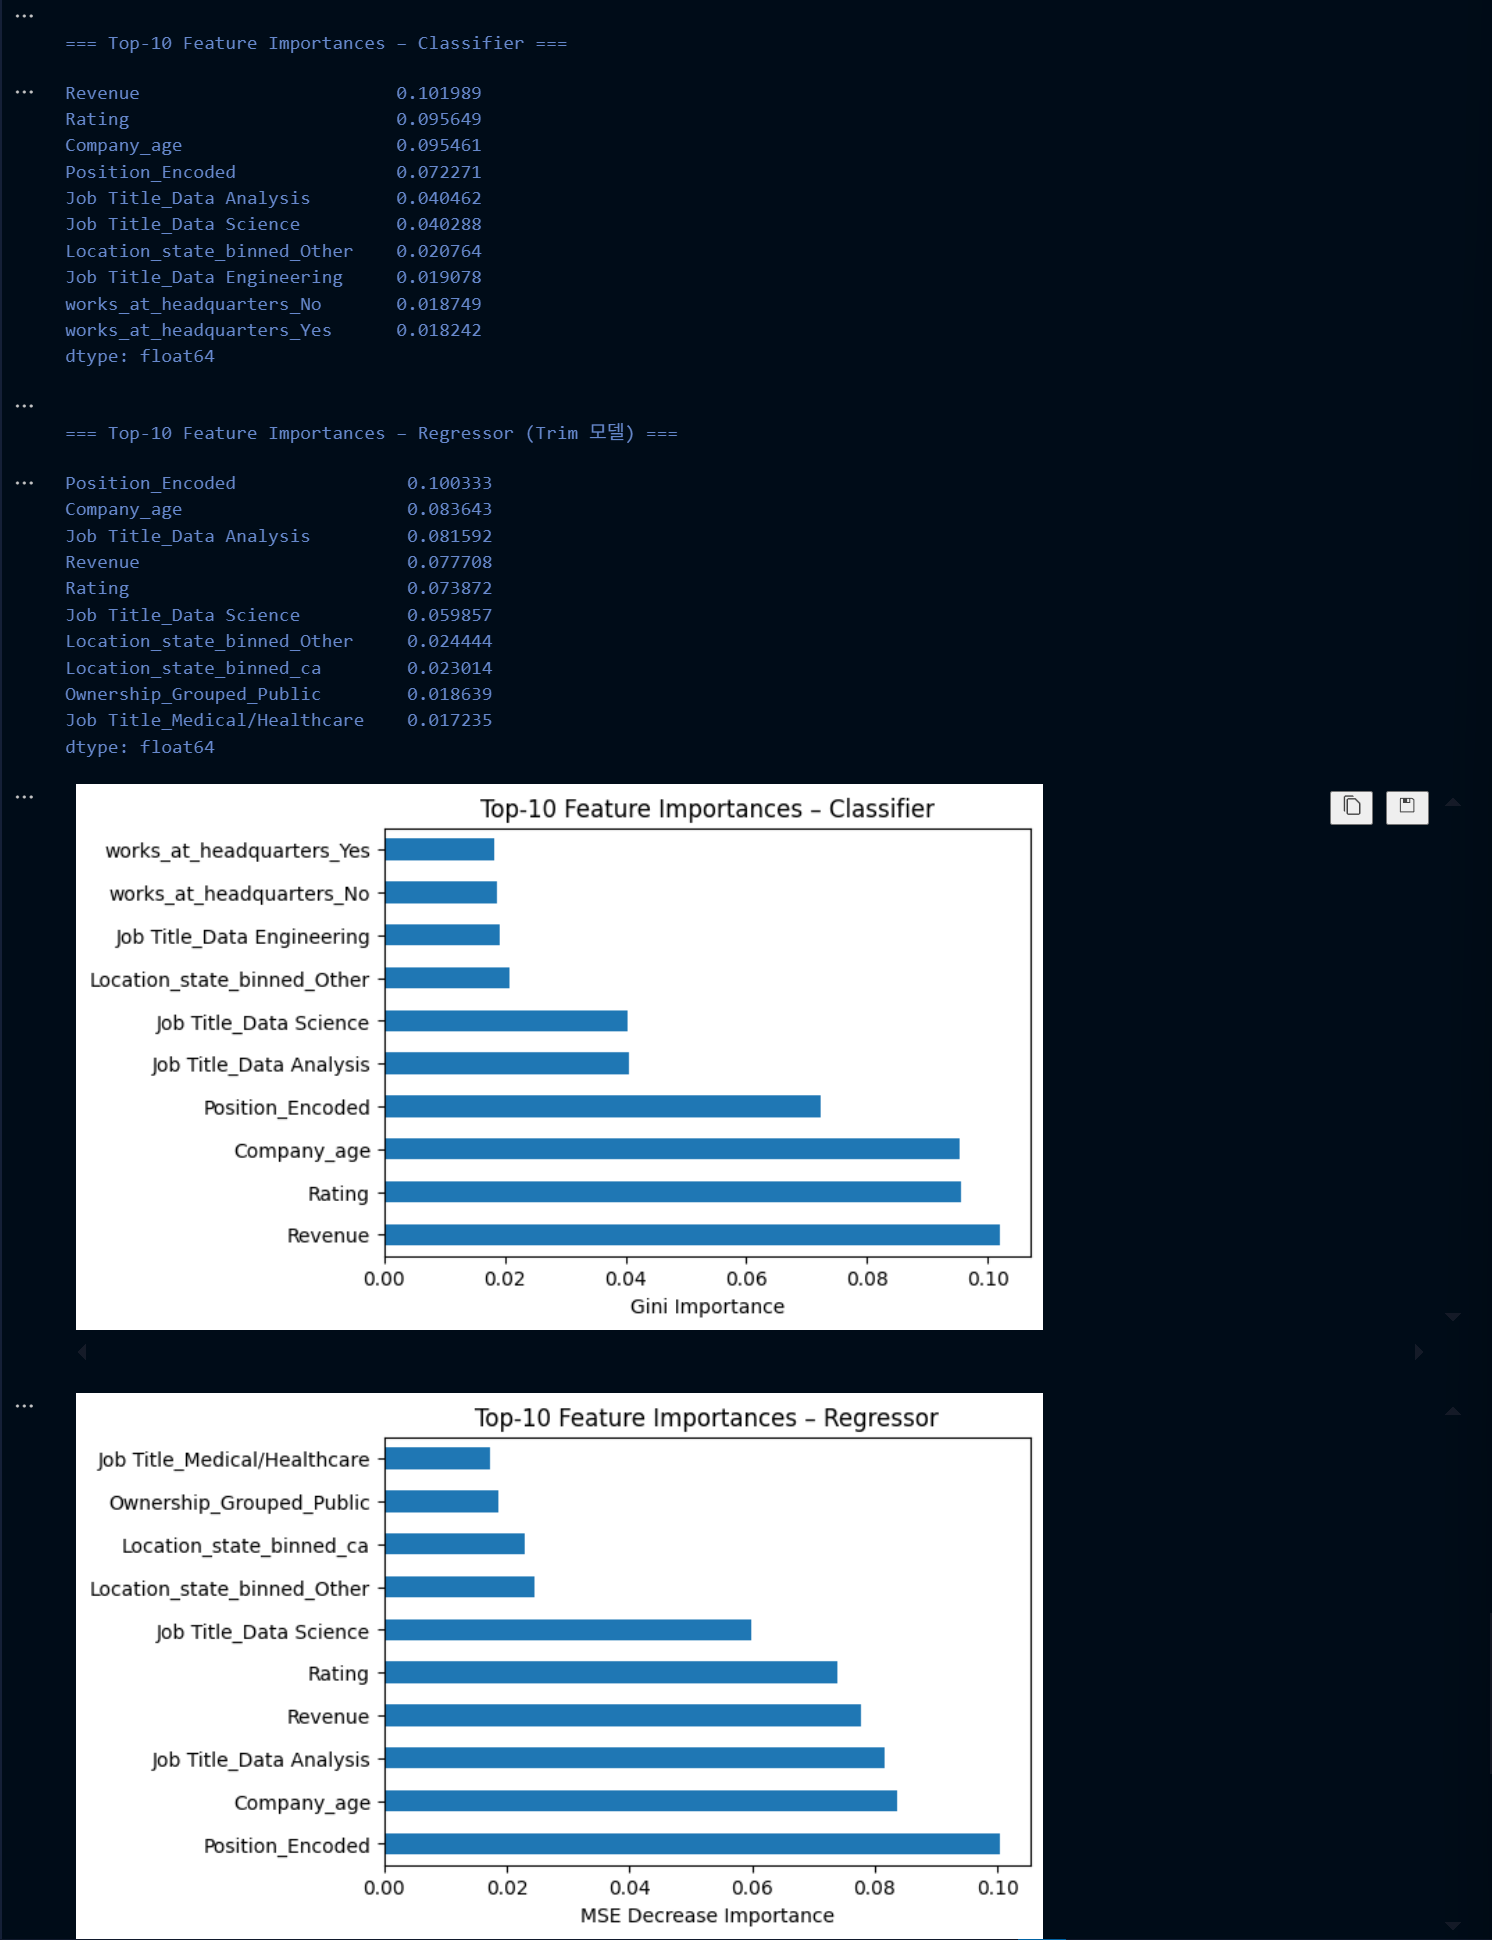 === Top-10 Feature Importances – Classifier ===
Revenue 0.101989
Rating 0.095649
Company_age 0.095461
Position_Encoded 0.072271
Job Title_Data Analysis 0.040462
Job Title_Data Science 0.040288
Location_state_binned_Other 0.020764
Job Title_Data Engineering 0.019078
works_at_headquarters_No 0.018749
works_at_headquarters_Yes 0.018242
dtype: float64
=== Top-10 Feature Importances – Regressor (Trim 모델) ===
Position_Encoded 0.100333
Company_age 0.083643
Job Title_Data Analysis 0.081592
Revenue 0.077708
Rating 0.073872
Job Title_Data Science 0.059857
Location_state_binned_Other 0.024444
Location_state_binned_ca 0.023014
Ownership_Grouped_Public 0.018639
Job Title_Medical/Healthcare 0.017235
dtype: float64
Top-10 Feature Importances – Classifier
works_at_headquarters_Yes
works_at_headquarters_No
Job Title_Data Engineering
Location_state_binned_Other
Job Title_Data Science
Job Title_Data Analysis
Position_Encoded
Company_age
Rating
Revenue
0.00 0.02 0.04 0.06 0.08 0.10
Gini Importance
Top-10 Feature Importances – Regressor
Job Title_Medical/Healthcare
Ownership_Grouped_Public
Location_state_binned_ca
Location_state_binned_Other
Job Title_Data Science
Rating
Revenue
Job Title_Data Analysis
Company_age
Position_Encoded
0.00 0.02 0.04 0.06 0.08 0.10
MSE Decrease Importance